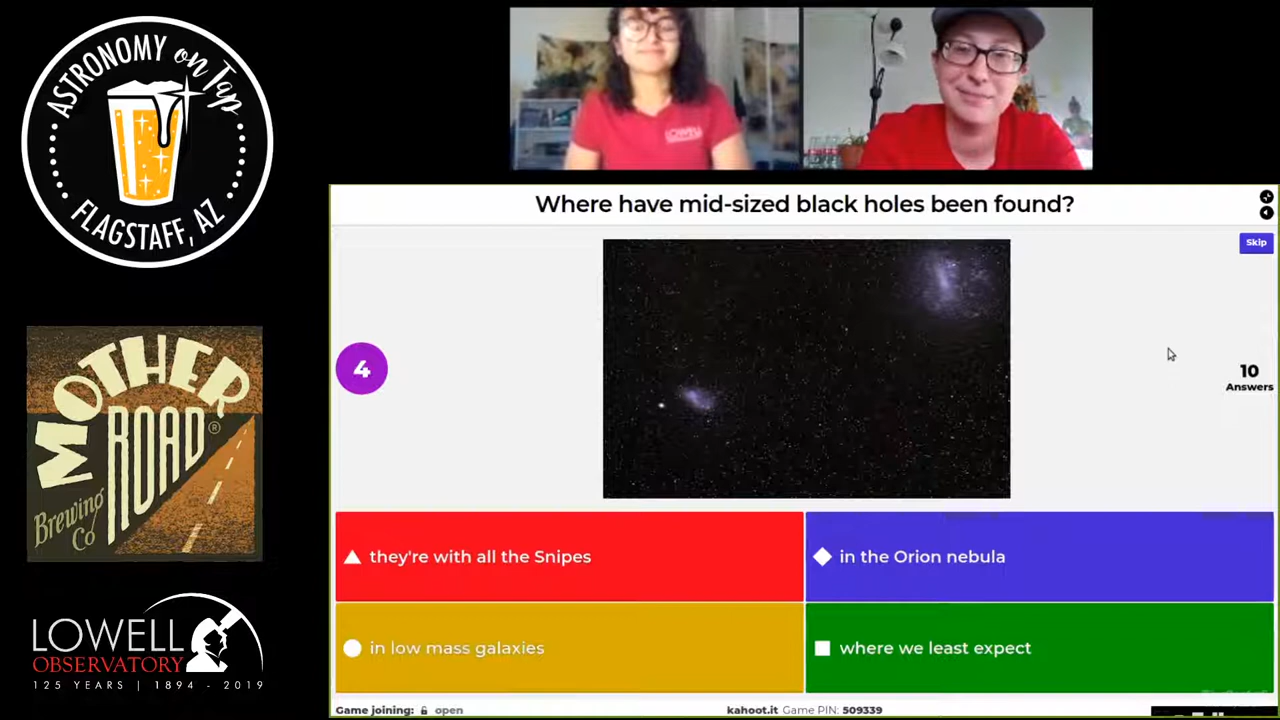 ASTRONOMY on Tap
FLAGSTAFF, AZ
MOTHER
ROAD®
Brewing
Co
LOWELL
OBSERVATORY
125 YEARS | 1894 - 2019
LOWELL
Where have mid-sized black holes been found?
Skip
4
10
Answers
they're with all the Snipes
in the Orion nebula
in low mass galaxies
where we least expect
Game joining: open
kahoot.it Game PIN: 509339